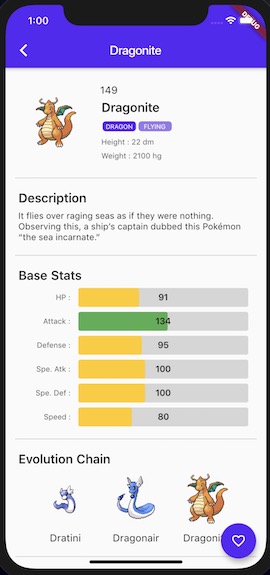 1:00
DEBUG
Dragonite
149
Dragonite
DRAGON FLYING
Height : 22 dm
Weight : 2100 hg
Description
It flies over raging seas as if they were nothing.
Observing this, a ship's captain dubbed this Pokémon
“the sea incarnate.”
Base Stats
HP : 91
Attack : 134
Defense : 95
Spe. Atk : 100
Spe. Def : 100
Speed : 80
Evolution Chain
Dratini Dragonair